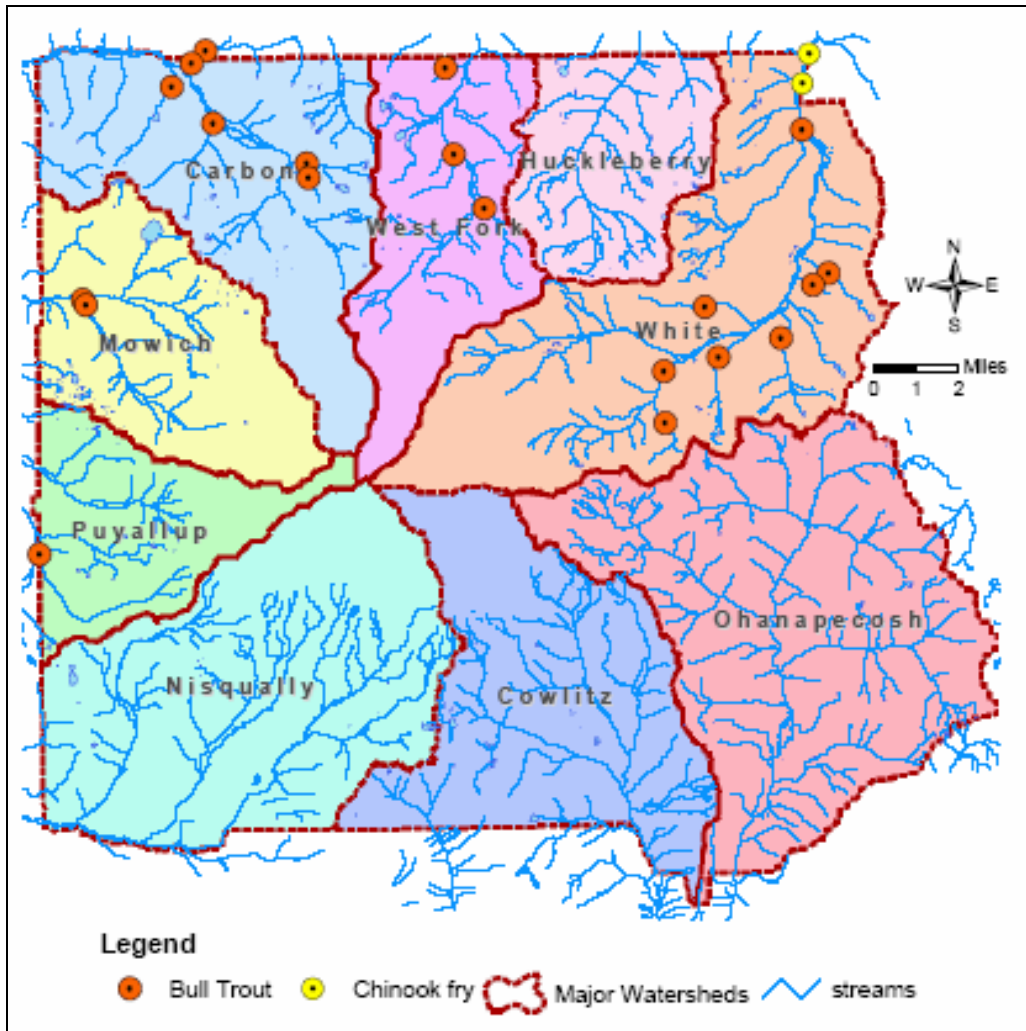 Carbon
Huckleberry
West Fork
N
W E
S
White
Miles
0 1 2
Mowich
Puyallup
Ohanapecosh
Nisqually
Cowlitz
Legend
Bull Trout Chinook fry Major Watersheds streams